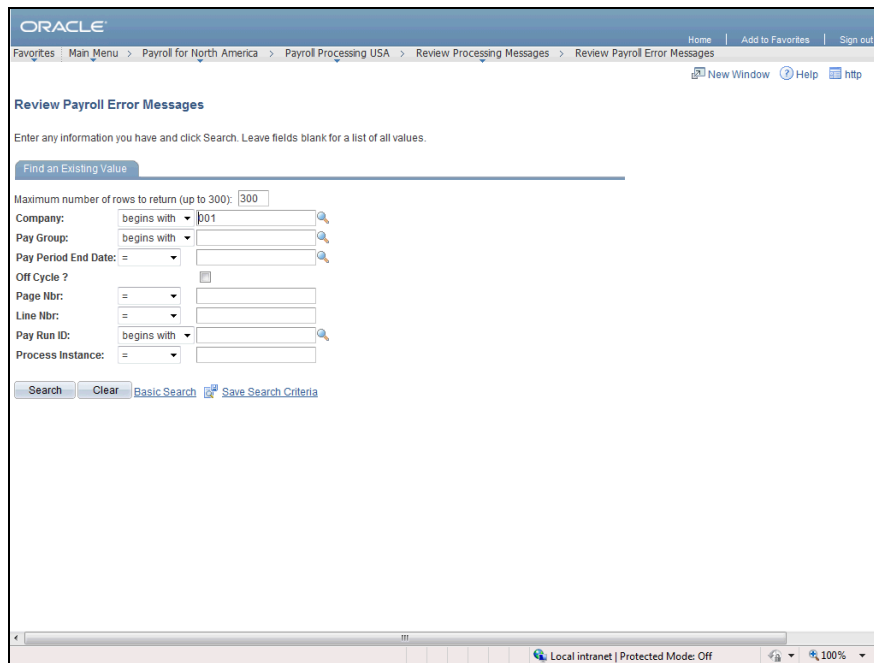 ORACLE
Home | Add to Favorites | Sign out
Favorites Main Menu > Payroll for North America > Payroll Processing USA > Review Processing Messages > Review Payroll Error Messages
New Window Help http
Review Payroll Error Messages
Enter any information you have and click Search. Leave fields blank for a list of all values.
Find an Existing Value
Maximum number of rows to return (up to 300): 300
Company: begins with 001
Pay Group: begins with
Pay Period End Date: =
Off Cycle ?
Page Nbr: =
Line Nbr: =
Pay Run ID: begins with
Process Instance: =
Search Clear Basic Search Save Search Criteria
Local intranet | Protected Mode: Off 100%